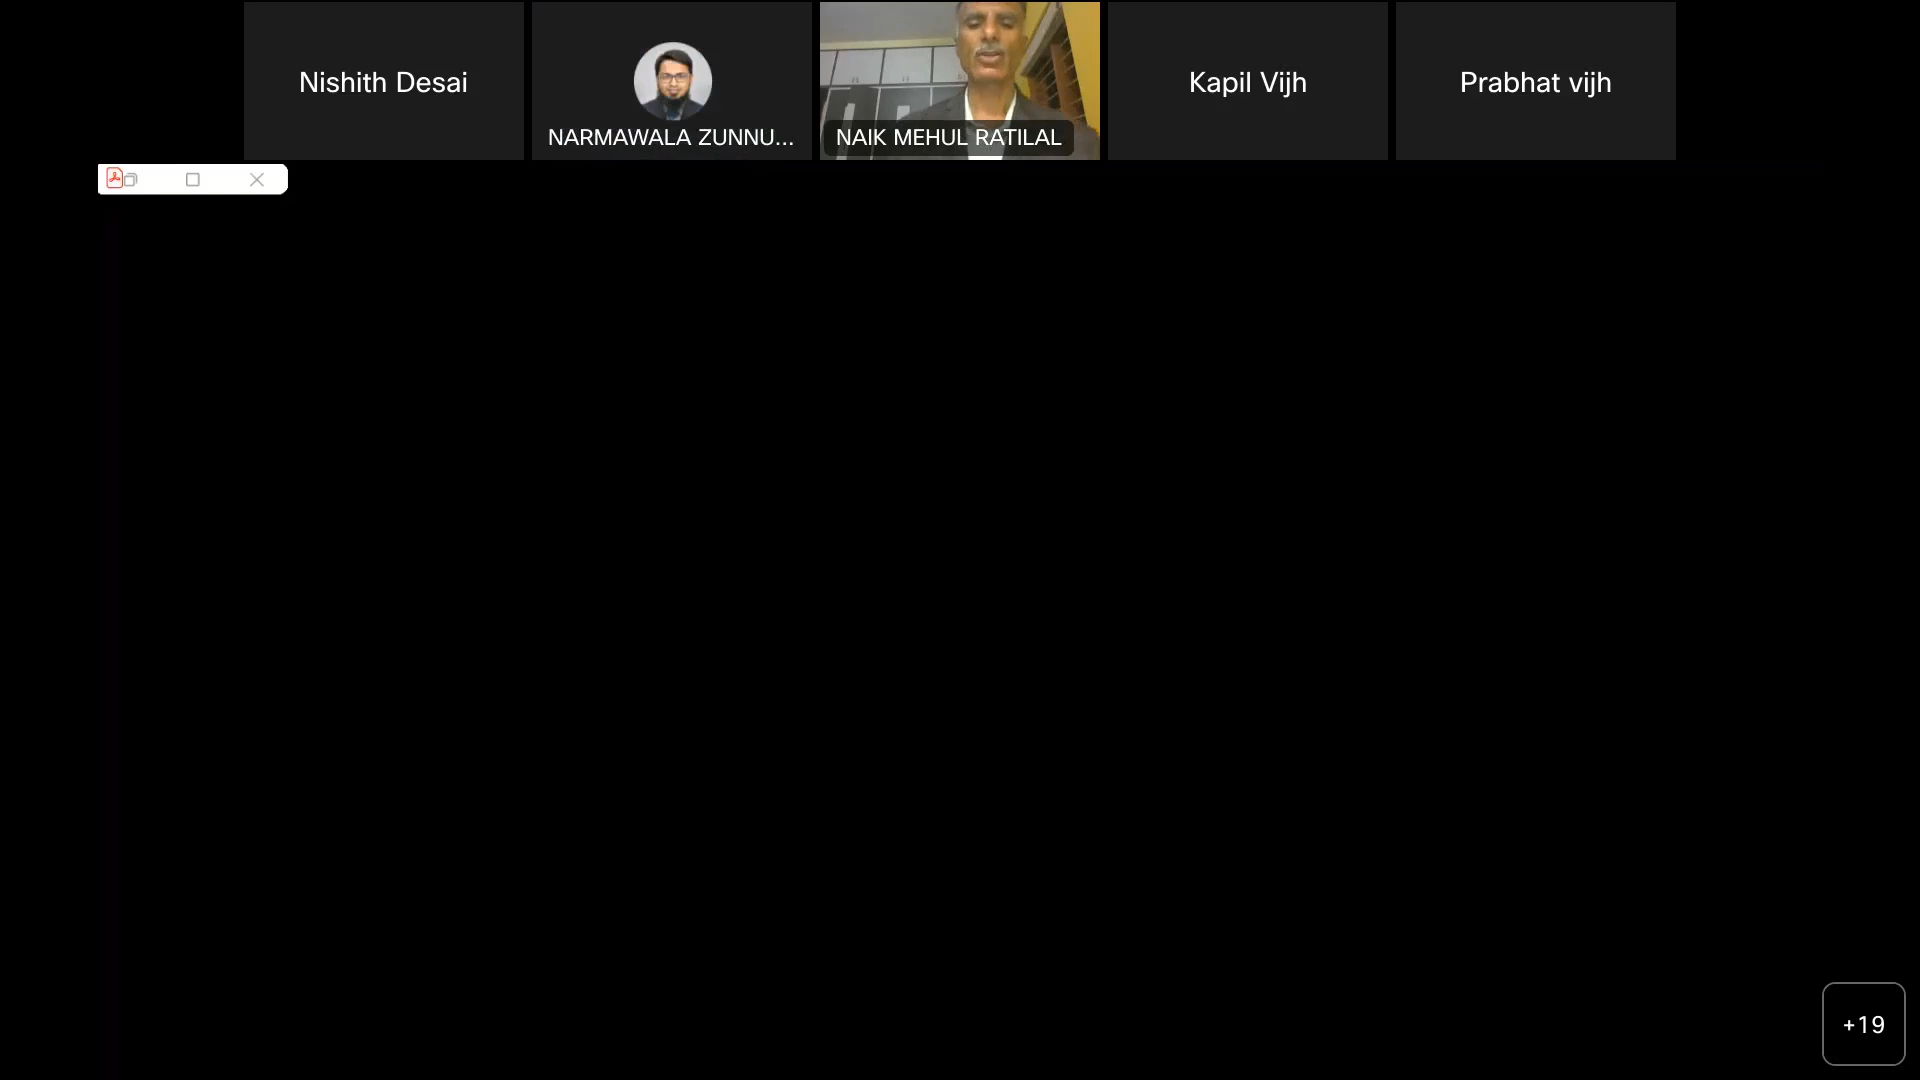 Nishith Desai
NARMAWALA ZUNNU...
NAIK MEHUL RATILAL
Kapil Vijh
Prabhat vijh
+19